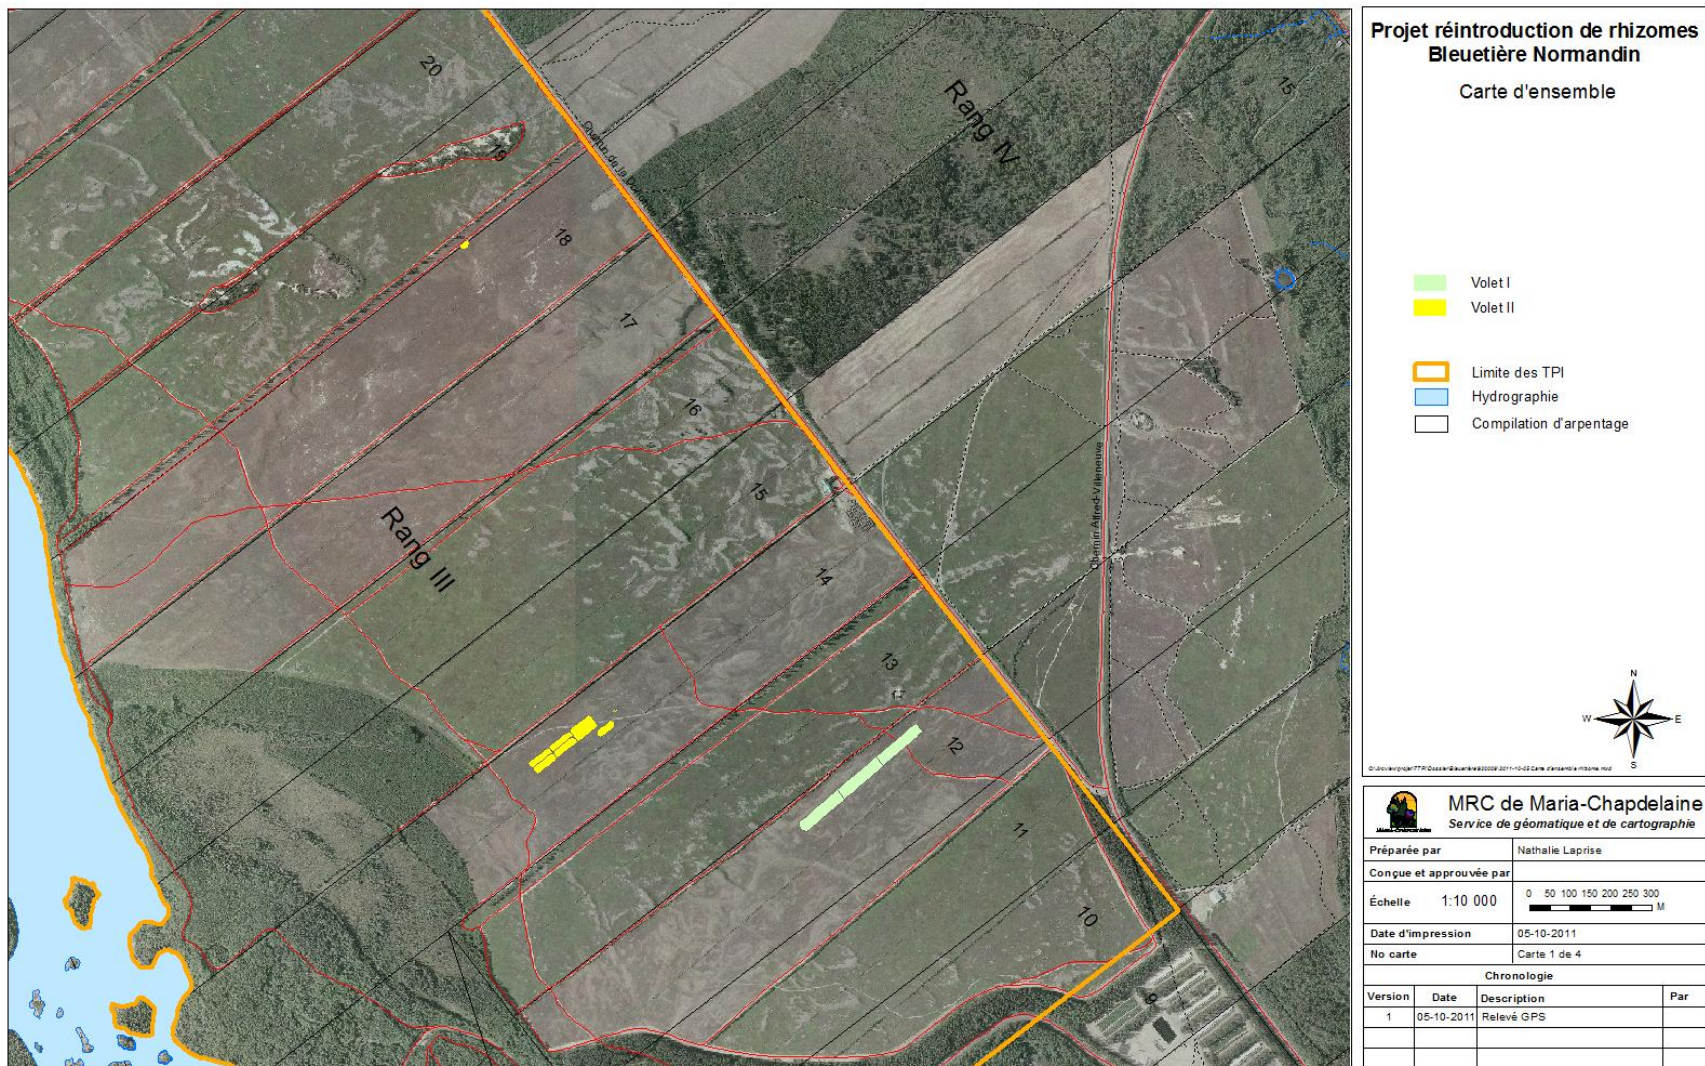 20
19
18
17
16
15
14
13
12
11
10
9
15
Rang IV
Rang III
Chemin Alfred-Villeneuve
Projet réintroduction de rhizomes
Bleuetière Normandin
Carte d'ensemble
Volet I
Volet II
Limite des TPI
Hydrographie
Compilation d'arpentage
N
W E
S
MRC de Maria-Chapdelaine
Service de géomatique et de cartographie
Préparée par Nathalie Laprise
Conçue et approuvée par
Échelle 1:10 000 0 50 100 150 200 250 300 M
Date d'impression 05-10-2011
No carte Carte 1 de 4
Chronologie
Version Date Description Par
1 05-10-2011 Relevé GPS